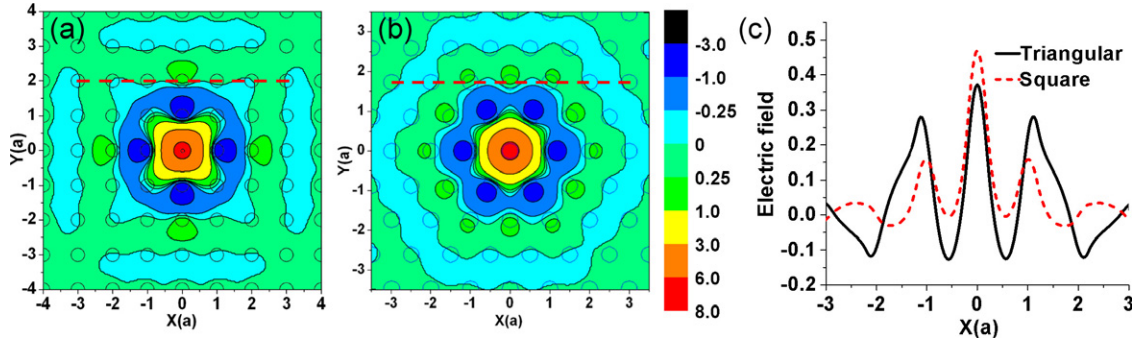 (a)
4
3
2
1
0
-1
-2
-3
-4
Y(a)
-4 -3 -2 -1 0 1 2 3 4
X(a)
(b)
3
2
1
0
-1
-2
-3
Y(a)
-3 -2 -1 0 1 2 3
X(a)
-3.0
-1.0
-0.25
0
0.25
1.0
3.0
6.0
8.0
(c)
0.5
0.4
0.3
0.2
0.1
0.0
-0.1
-0.2
Electric field
Triangular
Square
-3 -2 -1 0 1 2 3
X(a)